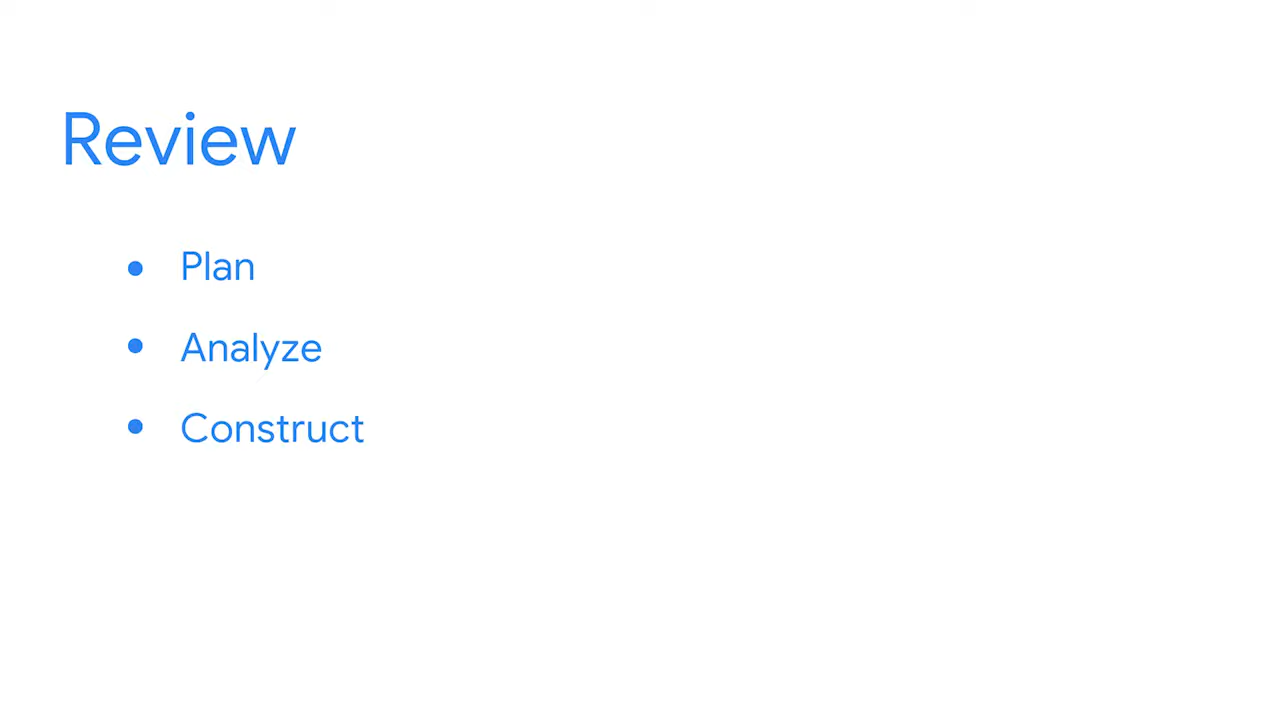 Review
• Plan
• Analyze
• Construct